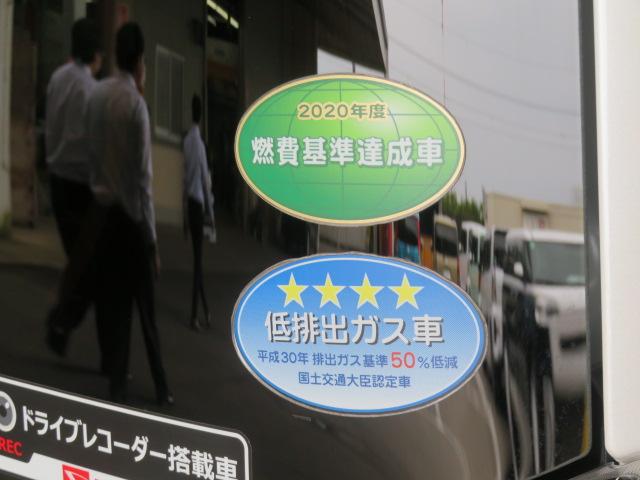 2020年度
燃費基準達成車
★★★★
低排出ガス車
平成30年 排出ガス基準50%低減
国土交通大臣認定車
REC
ドライブレコーダー搭載車